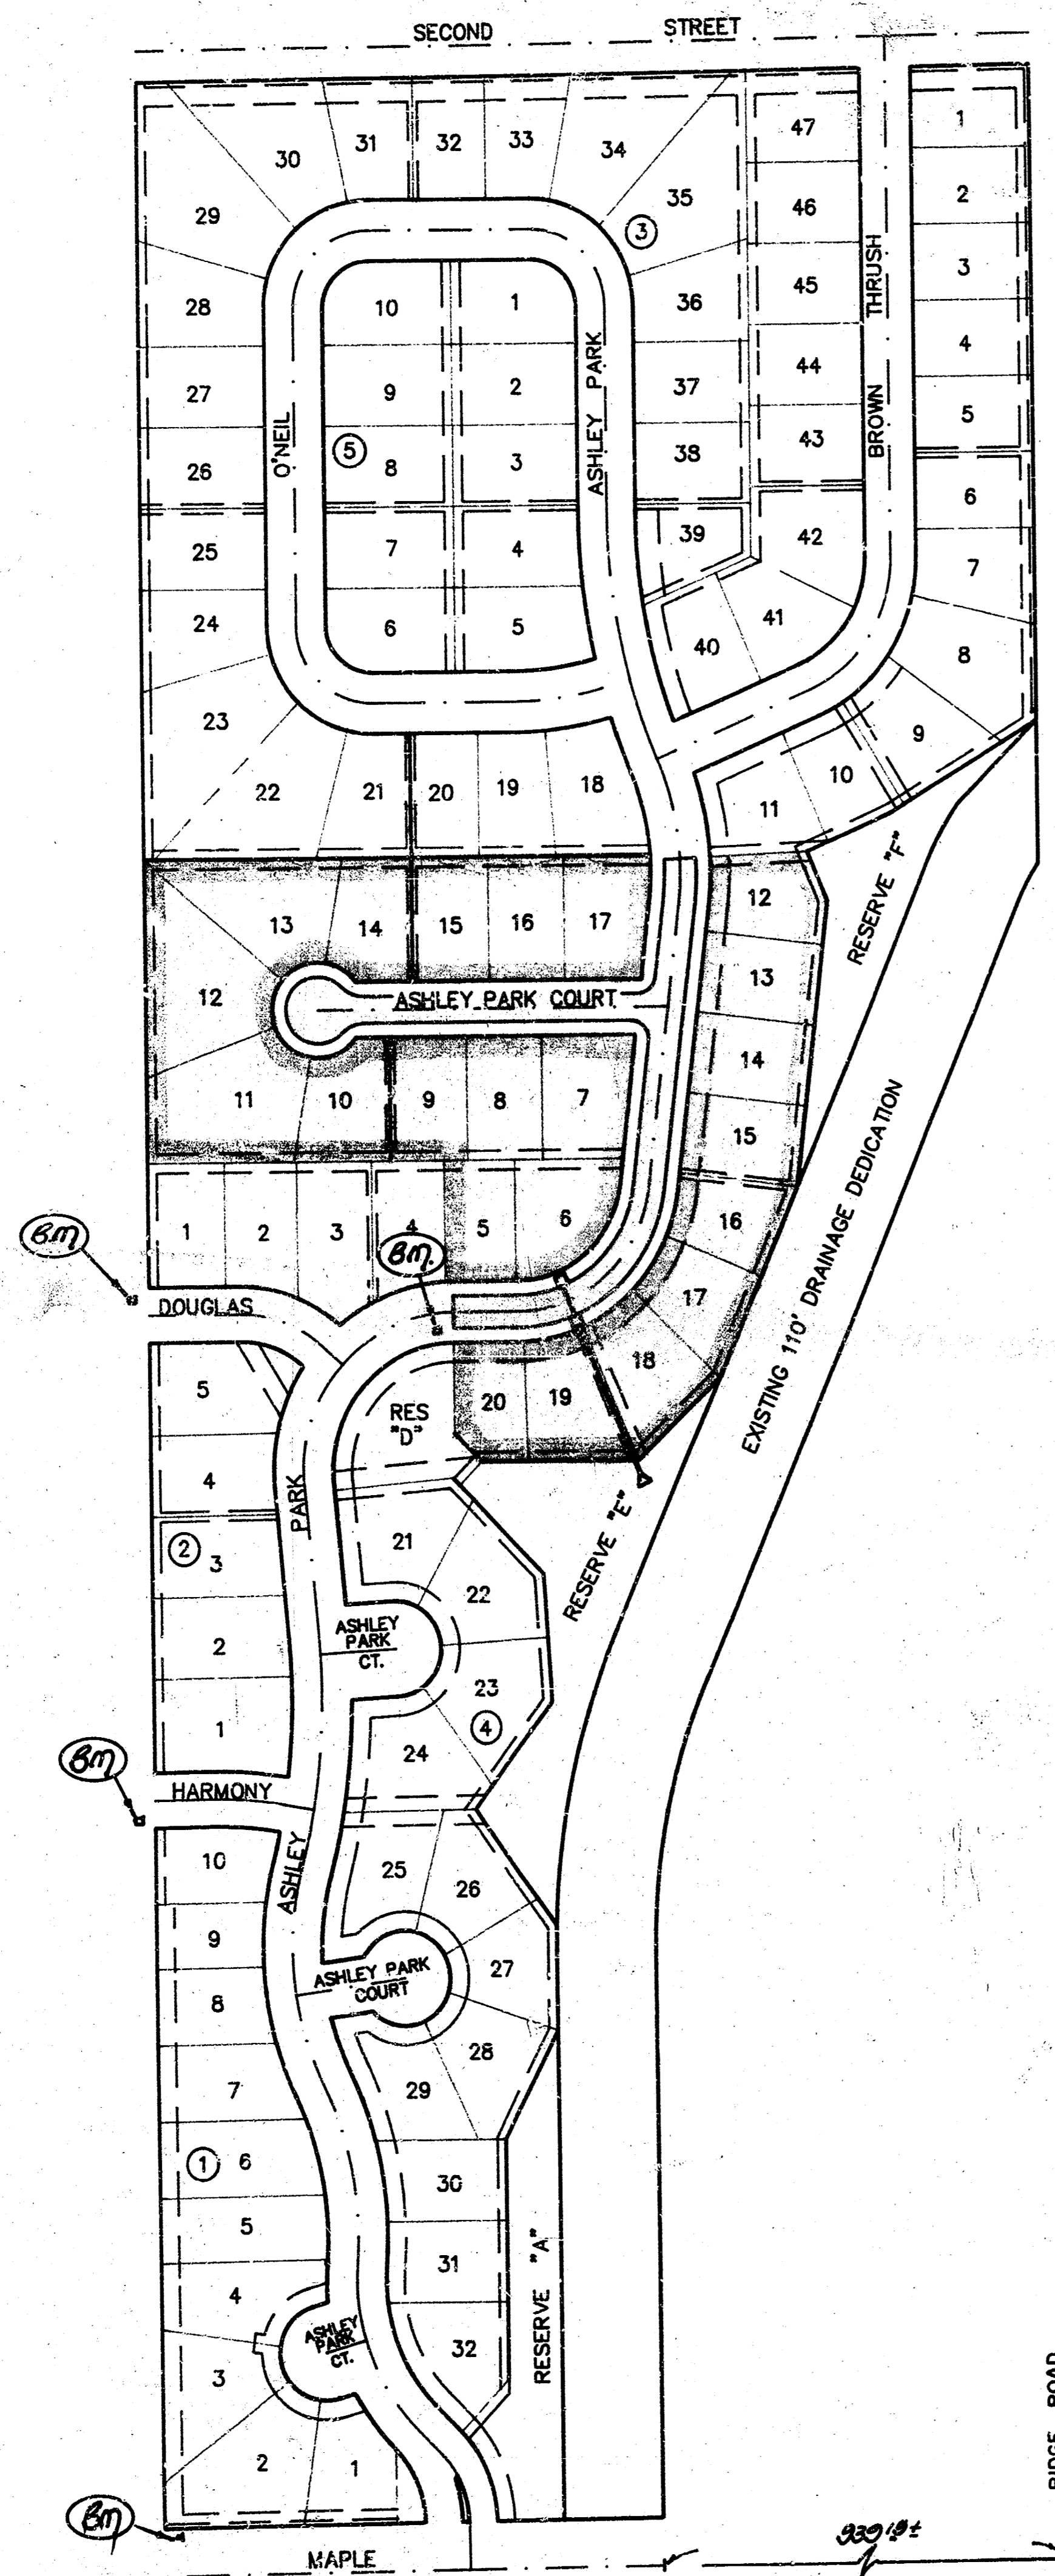 SECOND STREET
30 31 32 33 34 47 1
29 35 46 2
3
28 10 1 36 45 3
THRUSH
27 9 2 37 44 4
O'NEIL
5
ASHLEY PARK
BROWN
26 8 3 38 43 5
6
25 7 4 39 42 7
24 6 5 40 41 8
23 9
22 21 20 19 18 11 10
RESERVE "F"
13 14 15 16 17 12
12 13
ASHLEY PARK COURT
14
11 10 9 8 7 15
EXISTING 110' DRAINAGE DEDICATION
1 2 3 4 5 6 16
BM
BM.
DOUGLAS
17
5 18
20 19
RES
"D"
4
PARK
RESERVE "E"
2
3 21
22
ASHLEY
PARK
CT.
2
23
4
1 24
BM
HARMONY
10
ASHLEY
25 26
9
ASHLEY PARK
COURT
27
8
28
7 29
1 6 30
5
31
RESERVE "A"
4
ASHLEY
PARK
CT.
3 32
2 1
BM
RIDGE ROAD
MAPLE